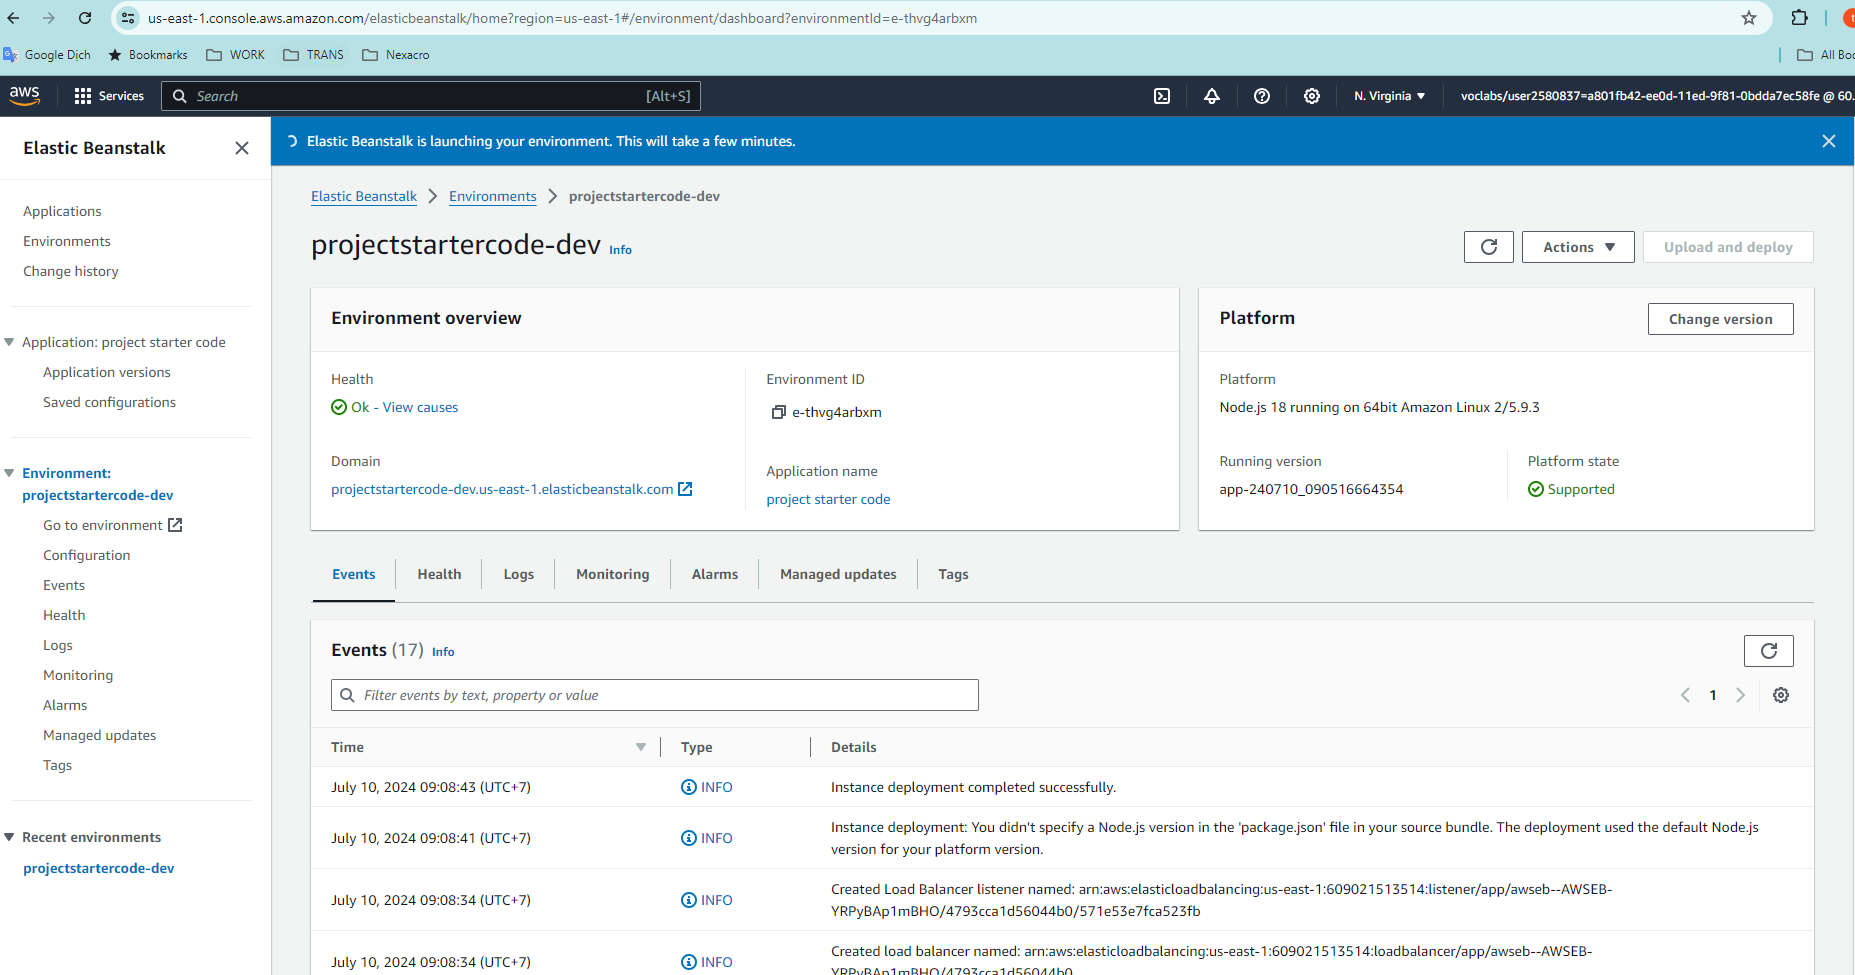 us-east-1.console.aws.amazon.com/elasticbeanstalk/home?region=us-east-1#/environment/dashboard?environmentId=e-thvg4arbxm
Google Dịch
Bookmarks
WORK
TRANS
Nexacro
All Boo
aws
Services
Search
[Alt+S]
N. Virginia
voclabs/user2580837=a801fb42-ee0d-11ed-9f81-0bdda7ec58fe @ 60.
Elastic Beanstalk
Elastic Beanstalk is launching your environment. This will take a few minutes.
Applications
Environments
Change history
Application: project starter code
Application versions
Saved configurations
Environment:
projectstartercode-dev
Go to environment
Configuration
Events
Health
Logs
Monitoring
Alarms
Managed updates
Tags
Recent environments
projectstartercode-dev
Elastic Beanstalk
Environments
projectstartercode-dev
projectstartercode-dev Info
Actions
Upload and deploy
Environment overview
Health
Ok - View causes
Environment ID
e-thvg4arbxm
Domain
projectstartercode-dev.us-east-1.elasticbeanstalk.com
Application name
project starter code
Platform
Change version
Platform
Node.js 18 running on 64bit Amazon Linux 2/5.9.3
Running version
app-240710_090516664354
Platform state
Supported
Events
Health
Logs
Monitoring
Alarms
Managed updates
Tags
Events (17) Info
Filter events by text, property or value
1
Time
Type
Details
July 10, 2024 09:08:43 (UTC+7)
INFO
Instance deployment completed successfully.
July 10, 2024 09:08:41 (UTC+7)
INFO
Instance deployment: You didn't specify a Node.js version in the 'package.json' file in your source bundle. The deployment used the default Node.js
version for your platform version.
July 10, 2024 09:08:34 (UTC+7)
INFO
Created Load Balancer listener named: arn:aws:elasticloadbalancing:us-east-1:609021513514:listener/app/awseb--AWSEB-
YRPyBAp1mBHO/4793cca1d56044b0/571e53e7fca523fb
July 10, 2024 09:08:34 (UTC+7)
INFO
Created load balancer named: arn:aws:elasticloadbalancing:us-east-1:609021513514:loadbalancer/app/awseb--AWSEB-
YRPyBAp1mBHO/4793cca1d56044b0